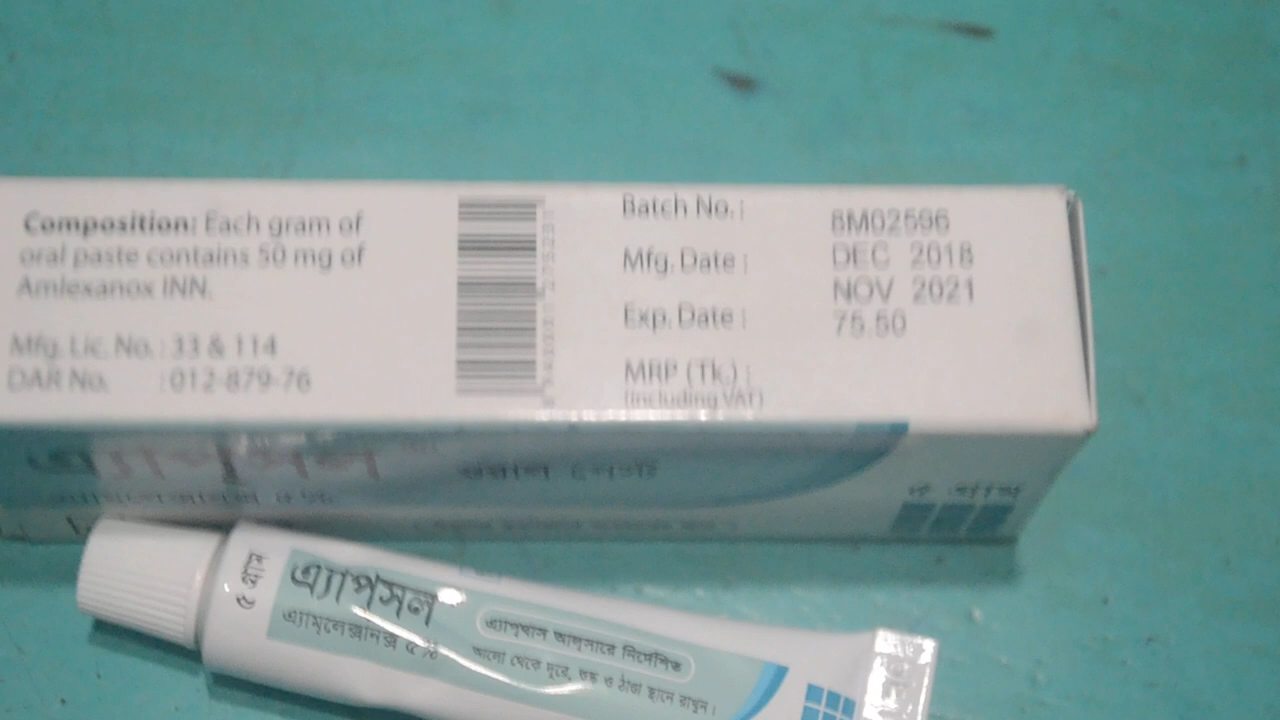 Composition: Each gram of
oral paste contains 50 mg of
Amlexanox INN.
Mfg. Lic. No. : 33 & 114
DAR No. : 012-879-76
Batch No. : 8M02596
Mfg. Date : DEC 2018
Exp. Date : NOV 2021
MRP (Tk.) : 75.50
(Including VAT)
৫ গ্রাম
এ্যাপসল
এ্যাম্লেক্সানক্স ৫%
এ্যাপথাস আলসারে নির্দেশিত
আলো থেকে দূরে, শুষ্ক ও ঠান্ডা স্থানে রাখুন।